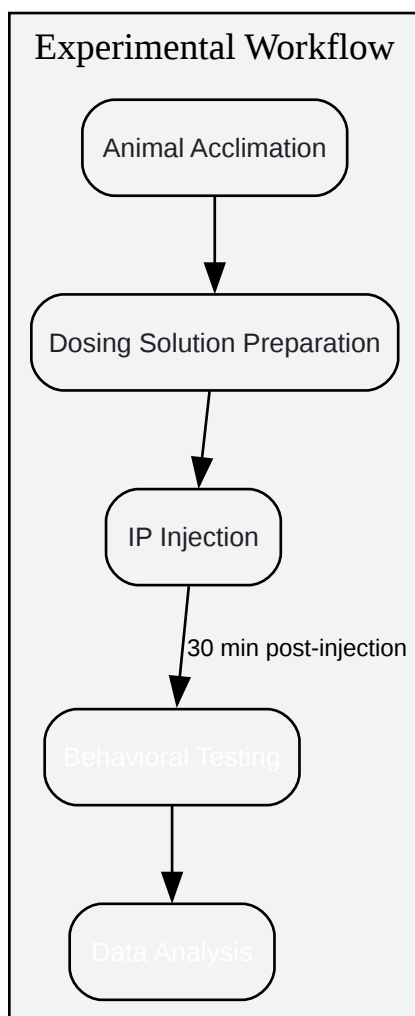 Experimental Workflow
Animal Acclimation
Dosing Solution Preparation
IP Injection
30 min post-injection
Behavioral Testing
Data Analysis